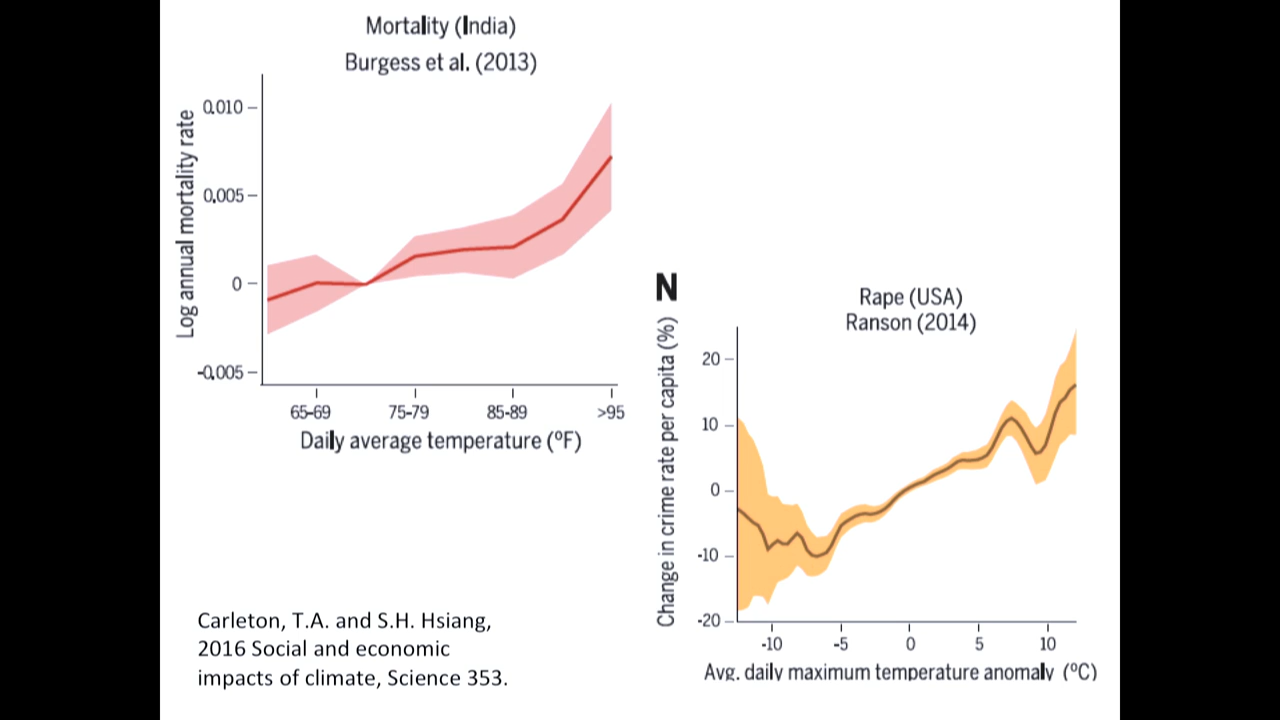 Mortality (India)
Burgess et al. (2013)
Log annual mortality rate
0.010
0.005
0
-0.005
65-69
75-79
85-89
>95
Daily average temperature (ºF)
N
Rape (USA)
Ranson (2014)
Change in crime rate per capita (%)
20
10
0
-10
-20
-10
-5
0
5
10
Avg. daily maximum temperature anomaly (ºC)
Carleton, T.A. and S.H. Hsiang,
2016 Social and economic
impacts of climate, Science 353.